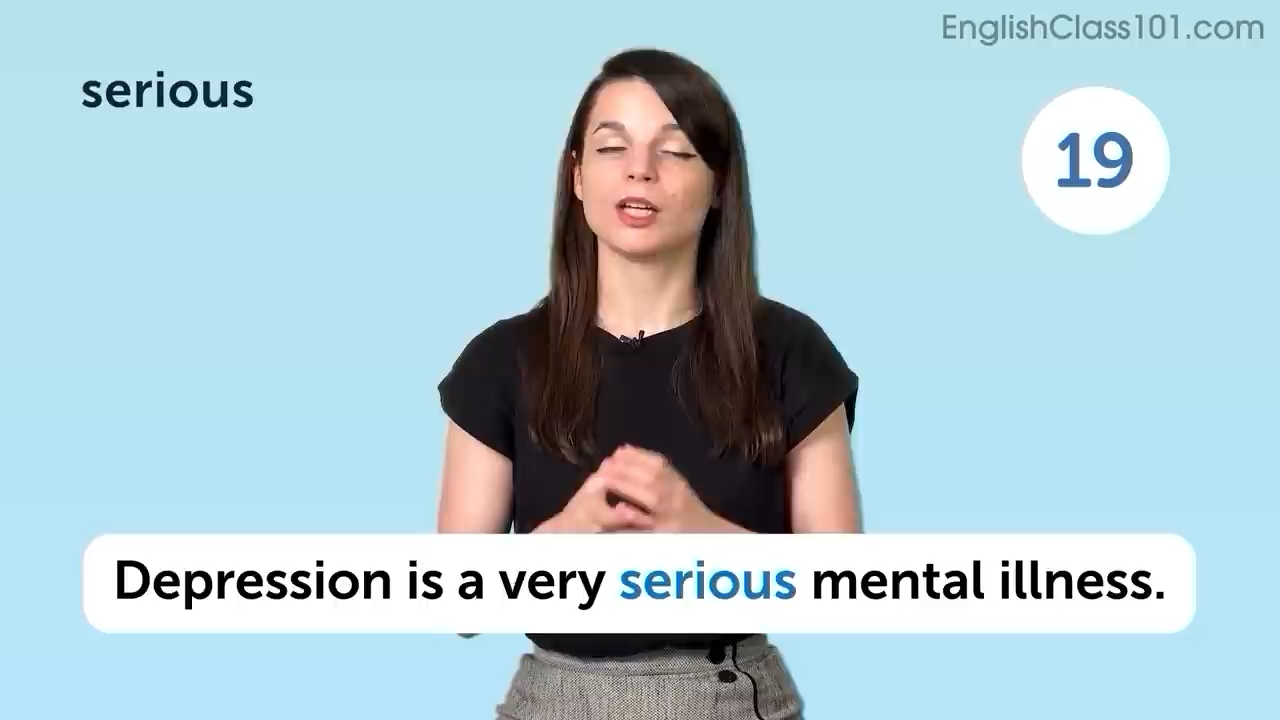 EnglishClass101.com
serious
19
Depression is a very serious mental illness.